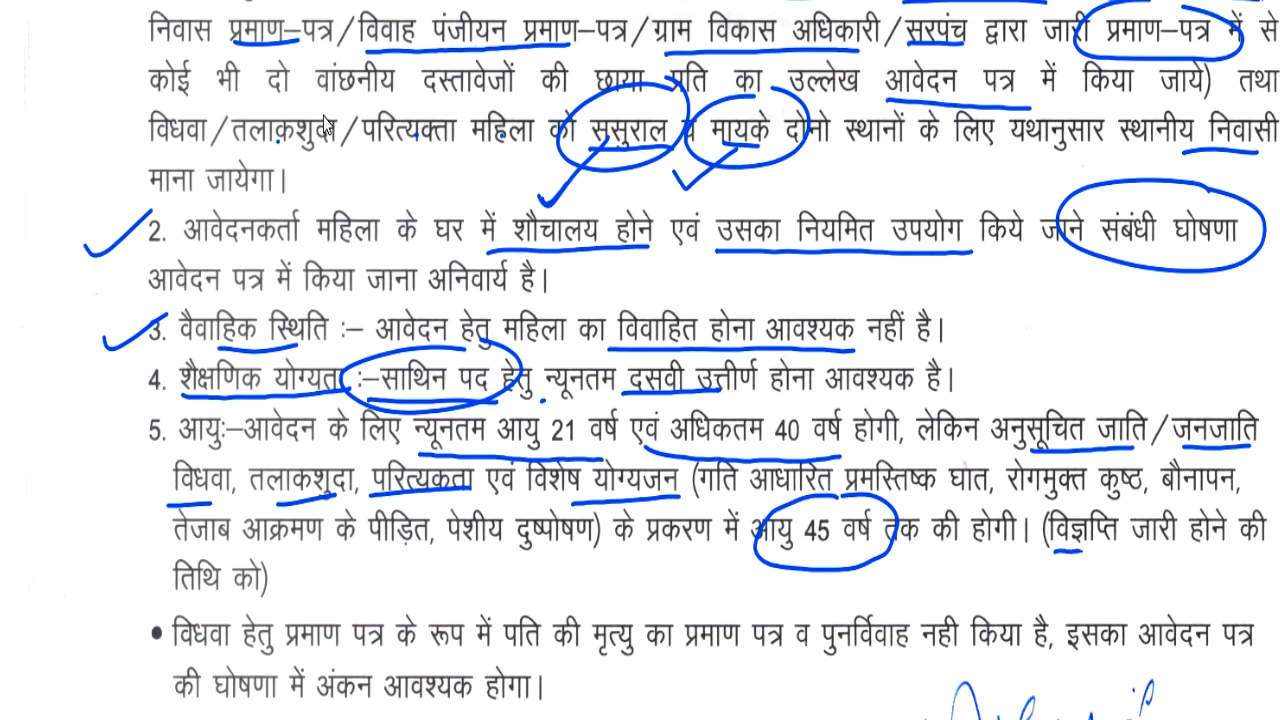 निवास प्रमाण–पत्र/विवाह पंजीयन प्रमाण–पत्र/ग्राम विकास अधिकारी/सरपंच द्वारा जारी प्रमाण–पत्र में से
कोई भी दो वांछनीय दस्तावेजों की छाया प्रति का उल्लेख आवेदन पत्र में किया जाये) तथा
विधवा/तलाकशुदा/परित्यक्ता महिला को ससुराल व मायके दोनो स्थानों के लिए यथानुसार स्थानीय निवासी
माना जायेगा।
2. आवेदनकर्ता महिला के घर में शौचालय होने एवं उसका नियमित उपयोग किये जाने संबंधी घोषणा
आवेदन पत्र में किया जाना अनिवार्य है।
3. वैवाहिक स्थिति :– आवेदन हेतु महिला का विवाहित होना आवश्यक नहीं है।
4. शैक्षणिक योग्यता :–साथिन पद हेतु न्यूनतम दसवी उत्तीर्ण होना आवश्यक है।
5. आयु:–आवेदन के लिए न्यूनतम आयु 21 वर्ष एवं अधिकतम 40 वर्ष होगी, लेकिन अनुसूचित जाति/जनजाति
विधवा, तलाकशुदा, परित्यकता एवं विशेष योग्यजन (गति आधारित प्रमस्तिष्क घात, रोगमुक्त कुष्ठ, बौनापन,
तेजाब आक्रमण के पीड़ित, पेशीय दुष्पोषण) के प्रकरण में आयु 45 वर्ष तक की होगी। (विज्ञप्ति जारी होने की
तिथि को)
• विधवा हेतु प्रमाण पत्र के रूप में पति की मृत्यु का प्रमाण पत्र व पुनर्विवाह नही किया है, इसका आवेदन पत्र
की घोषणा में अंकन आवश्यक होगा।